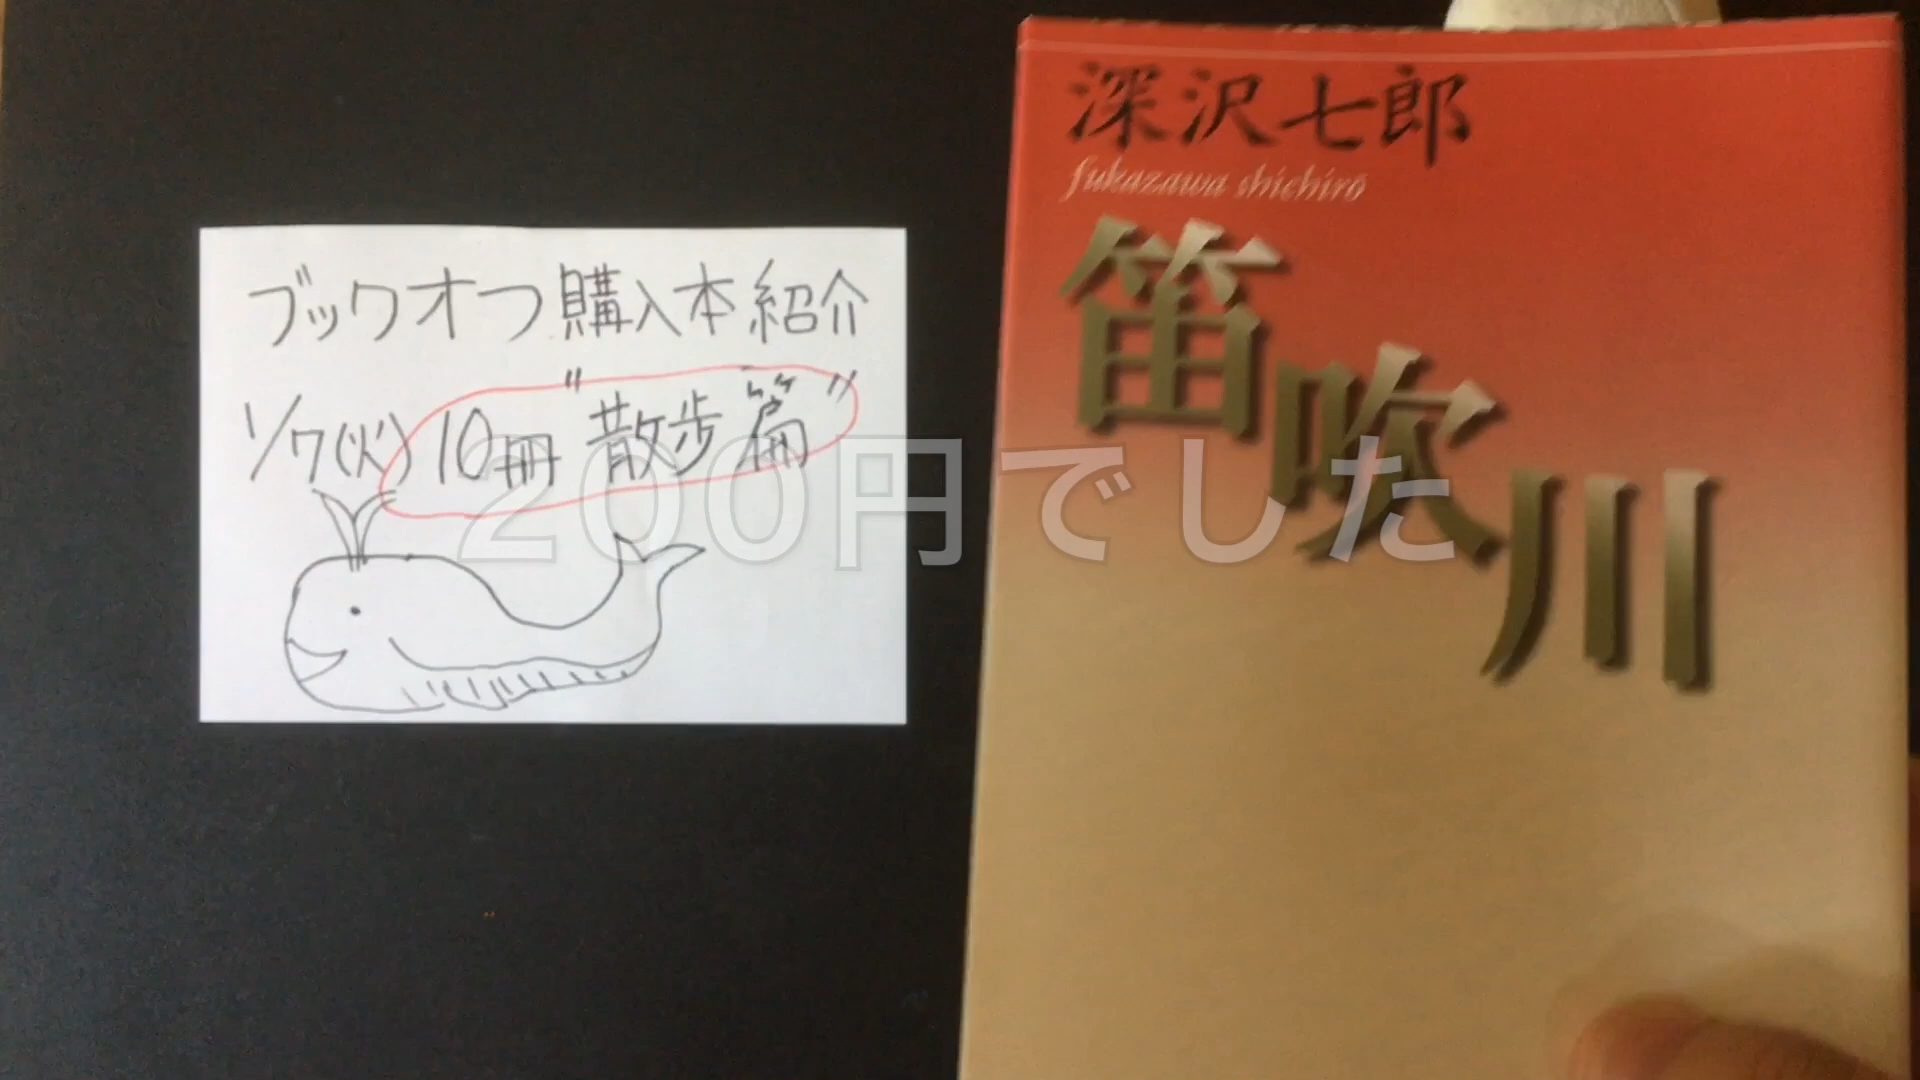 ブックオフ購入本紹介
1/7(火) 10冊 "散歩篇"
200円でした
深沢七郎
fukazawa shichirō
笛吹川